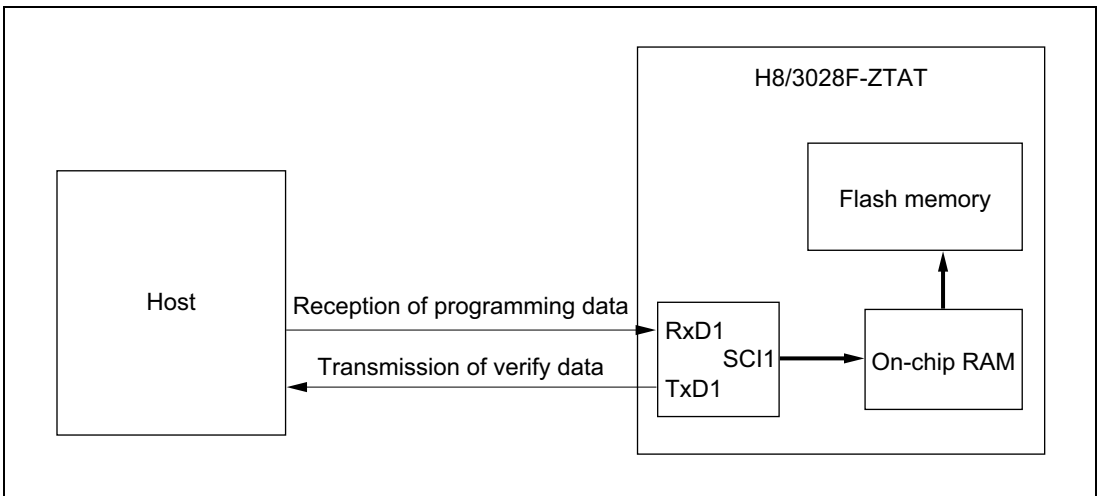 H8/3028F-ZTAT
Flash memory
Host
Reception of programming data
RxD1
SCI1
On-chip RAM
Transmission of verify data
TxD1